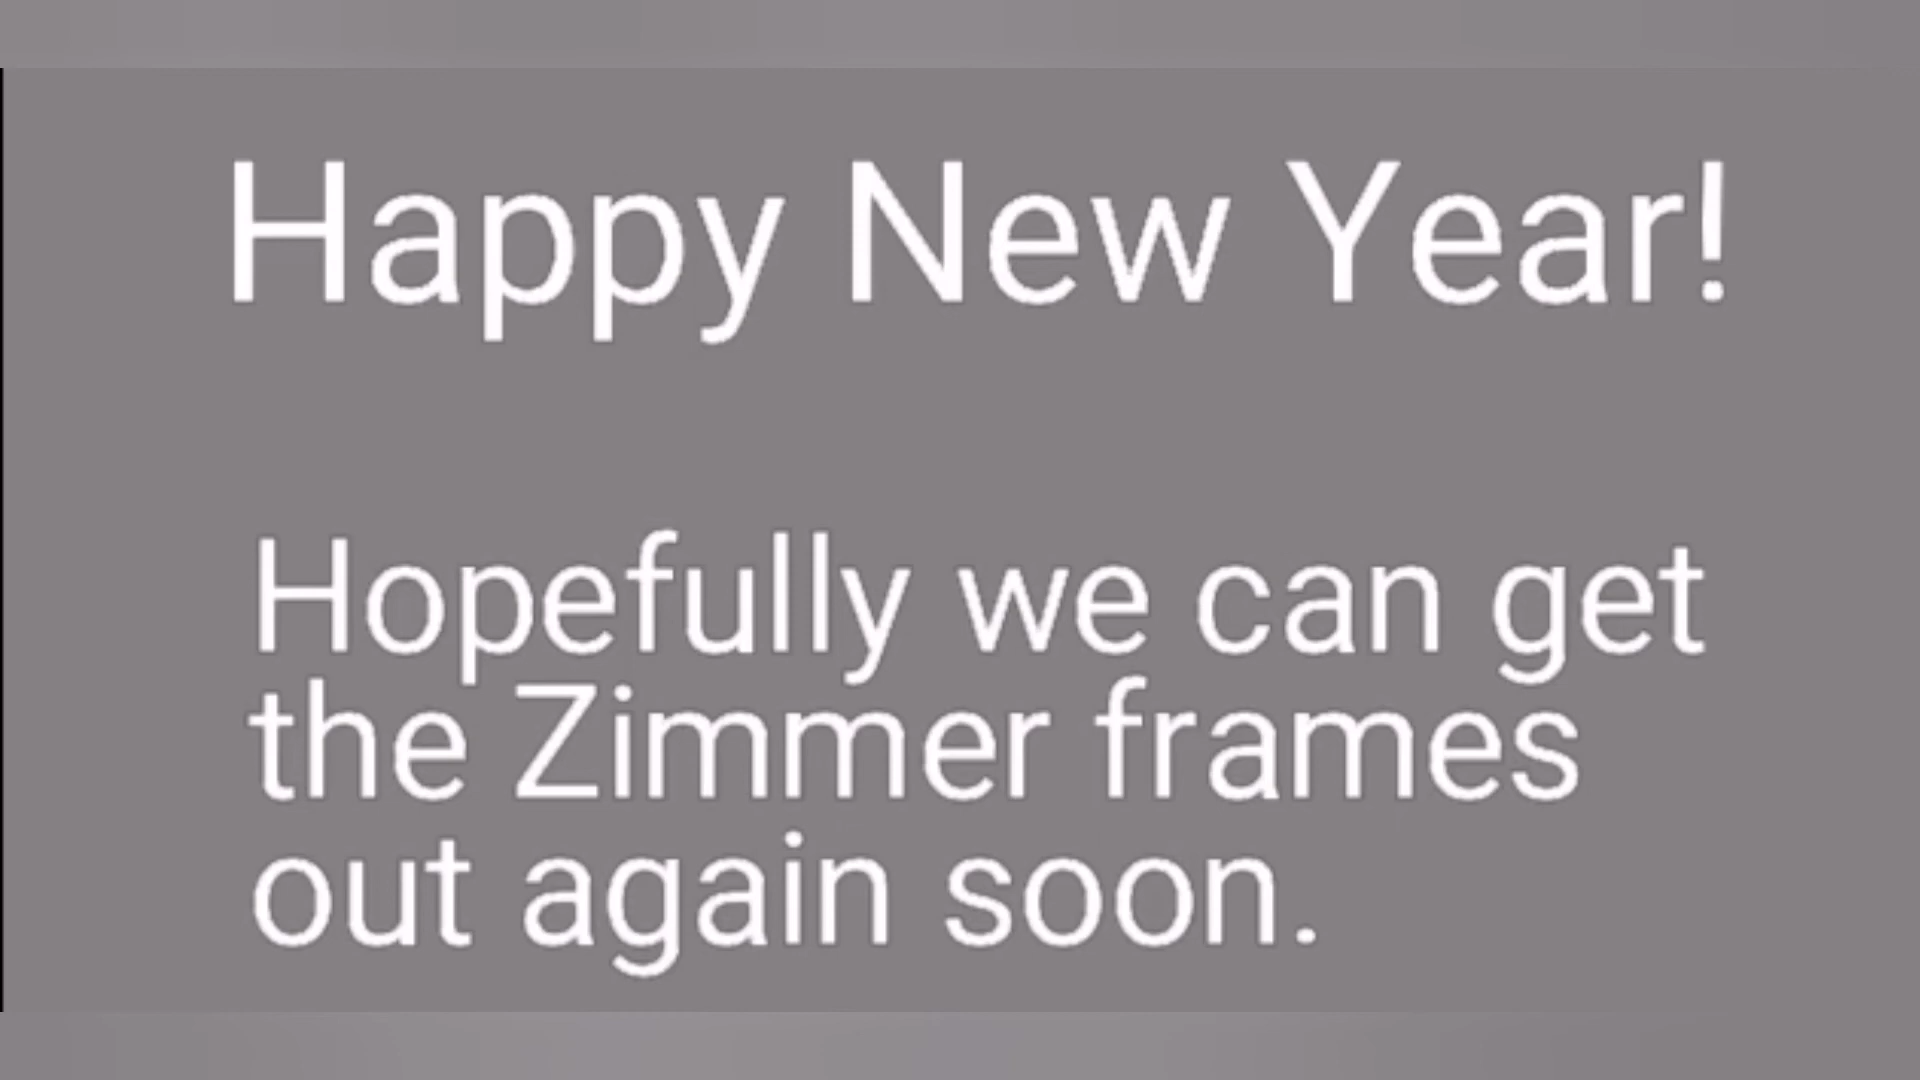 Happy New Year!
Hopefully we can get
the Zimmer frames
out again soon.